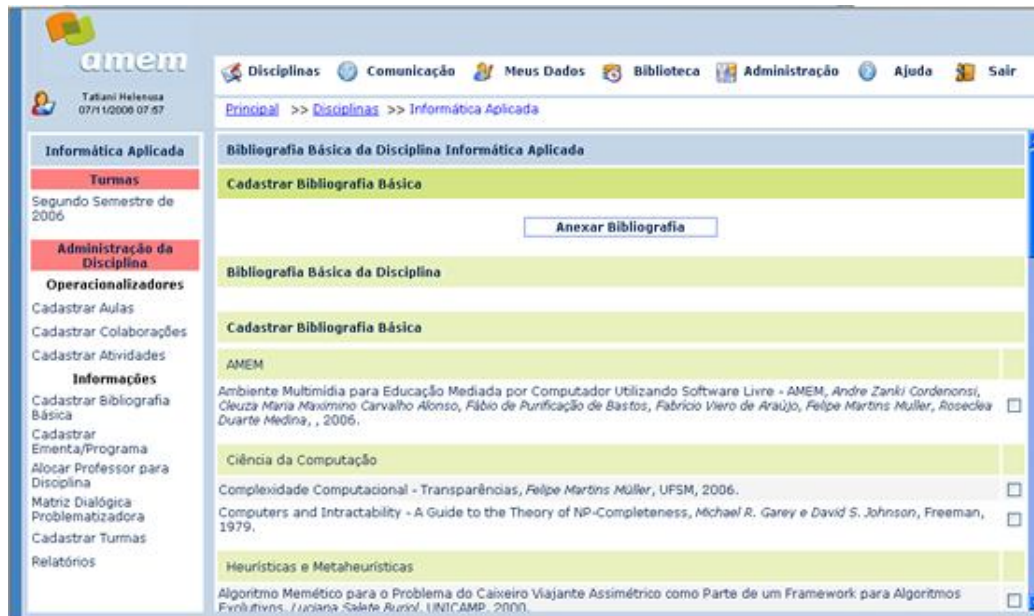 amem
Disciplinas Comunicação Meus Dados Biblioteca Administração Ajuda Sair
Tatiani Helenusa
07/11/2006 07:57
Principal >> Disciplinas >> Informática Aplicada
Informática Aplicada
Turmas
Segundo Semestre de
2006
Administração da
Disciplina
Operacionalizadores
Cadastrar Aulas
Cadastrar Colaborações
Cadastrar Atividades
Informações
Cadastrar Bibliografia
Básica
Cadastrar
Ementa/Programa
Alocar Professor para
Disciplina
Matriz Dialógica
Problematizadora
Cadastrar Turmas
Relatórios
Bibliografia Básica da Disciplina Informática Aplicada
Cadastrar Bibliografia Básica
Anexar Bibliografia
Bibliografia Básica da Disciplina
Cadastrar Bibliografia Básica
AMEM
Ambiente Multimídia para Educação Mediada por Computador Utilizando Software Livre - AMEM, Andre Zanki Cordenonsi,
Cleuza Maria Maximino Carvalho Alonso, Fábio de Purificação de Bastos, Fabrício Viero de Araújo, Felipe Martins Muller, Roseclea
Duarte Medina, , 2006.
Ciência da Computação
Complexidade Computacional - Transparências, Felipe Martins Müller, UFSM, 2006.
Computers and Intractability - A Guide to the Theory of NP-Completeness, Michael R. Garey e David S. Johnson, Freeman,
1979.
Heurísticas e Metaheurísticas
Algoritmo Memético para o Problema do Caixeiro Viajante Assimétrico como Parte de um Framework para Algoritmos
Evolutivos, Luciana Salete Buriol, UNICAMP, 2000.